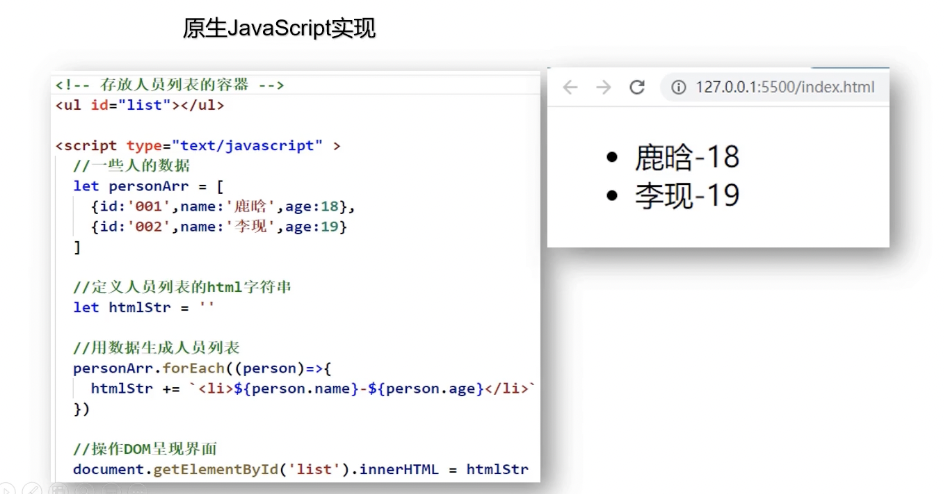 原生JavaScript实现
<!-- 存放人员列表的容器 -->
<ul id="list"></ul>
<script type="text/javascript" >
//一些人的数据
let personArr = [
{id:'001',name:'鹿晗',age:18},
{id:'002',name:'李现',age:19}
]
//定义人员列表的html字符串
let htmlStr = ''
//用数据生成人员列表
personArr.forEach((person)=>{
htmlStr += `<li>${person.name}-${person.age}</li>`
})
//操作DOM呈现界面
document.getElementById('list').innerHTML = htmlStr
127.0.0.1:5500/index.html
鹿晗-18
李现-19